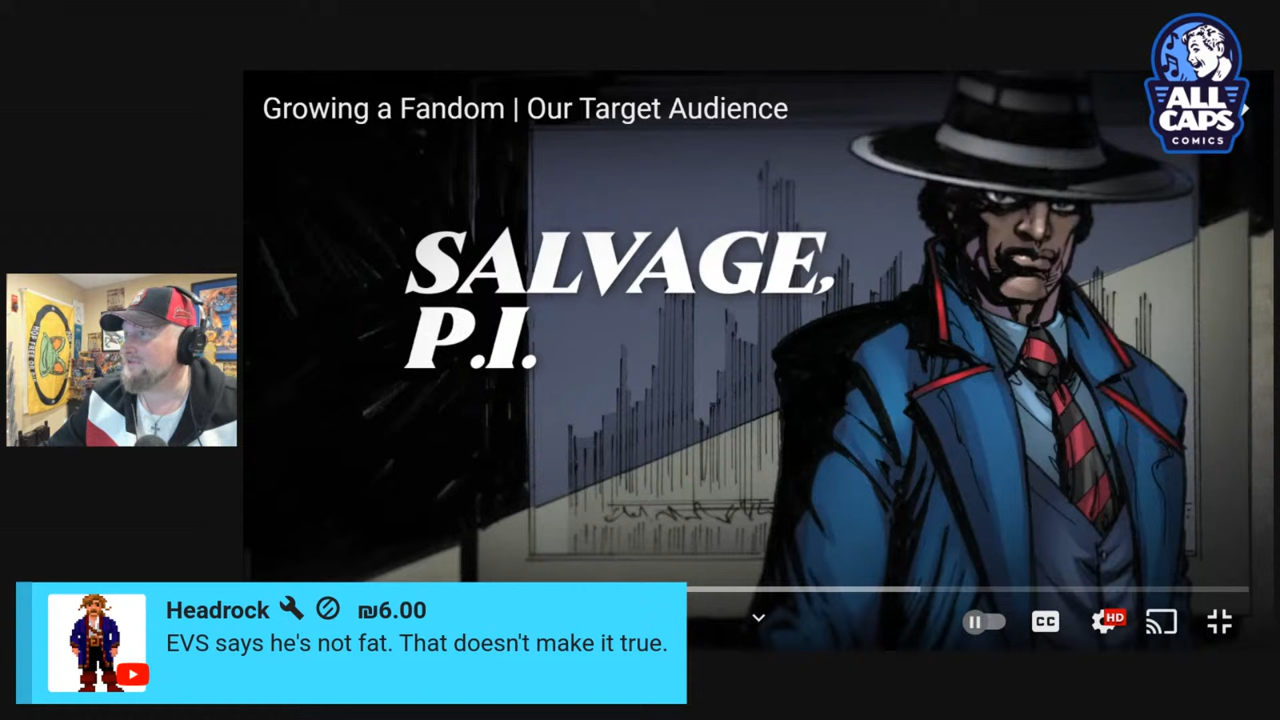 Growing a Fandom | Our Target Audience
ALL
CAPS
COMICS
SALVAGE,
P.I.
Headrock ₪6.00
EVS says he's not fat. That doesn't make it true.
CC
HD